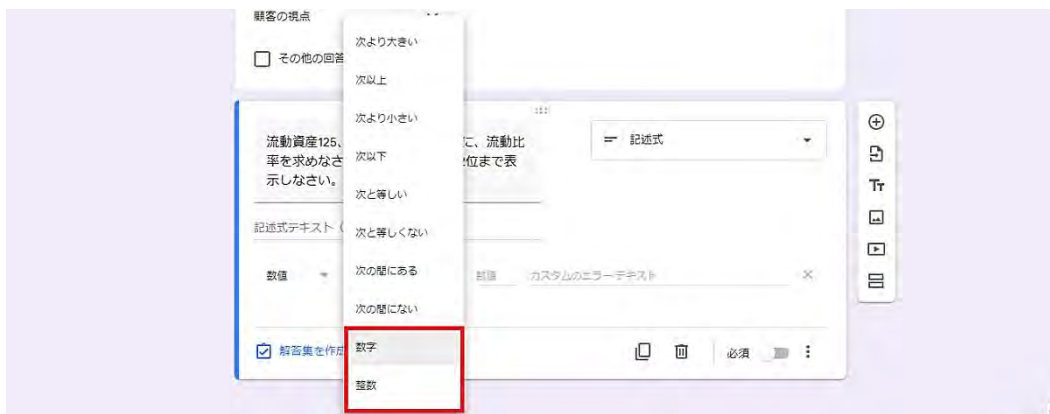 顧客の視点
その他の回答
次より大きい
次以上
次より小さい
次以下
次と等しい
次と等しくない
次の間にある
次の間にない
数字
整数
流動資産125、
に、流動比
率を求めなさ
位まで表
示しなさい。
記述式
記述式テキスト（
数値
数値
カスタムのエラーテキスト
解答集を作成
必須
Tт